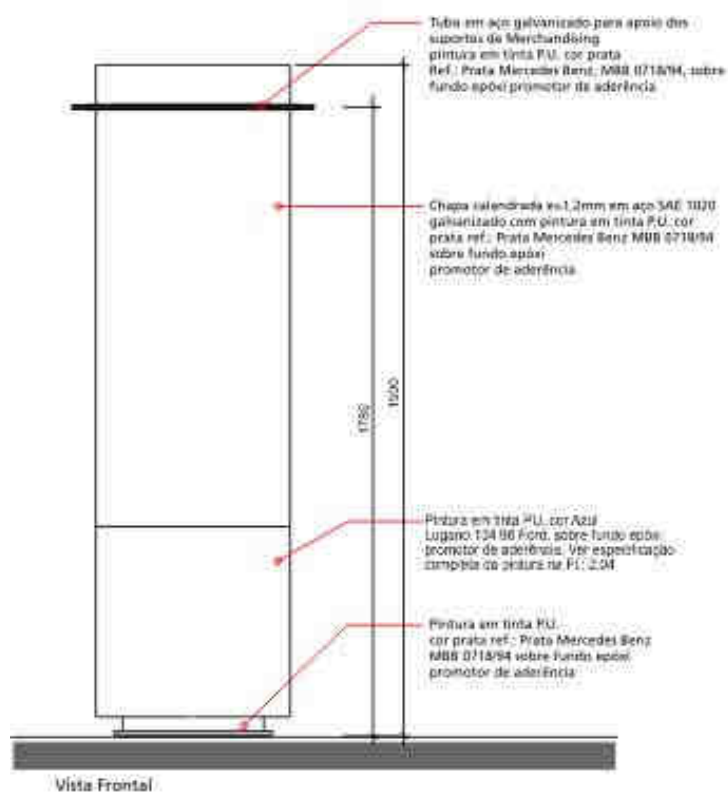 Tubo em aço galvanizado para apoio dos
suportes de Merchandising
pintura em tinta P.U. cor prata
Ref.: Prata Mercedes Benz, MBB 0718/94, sobre
fundo epóxi promotor de aderência
Chapa calandrada e=1,2mm em aço SAE 1020
galvanizado com pintura em tinta P.U. cor
prata ref.: Prata Mercedes Benz MBB 0718/94
sobre fundo epóxi
promotor de aderência
1780
1900
Pintura em tinta P.U. cor Azul
Lugano 134 96 Ford, sobre fundo epóxi
promotor de aderência. Ver especificação
completa da pintura na P.I.: 2.04
Pintura em tinta P.U.
cor prata ref.: Prata Mercedes Benz
MBB 0718/94 sobre fundo epóxi
promotor de aderência
Vista Frontal